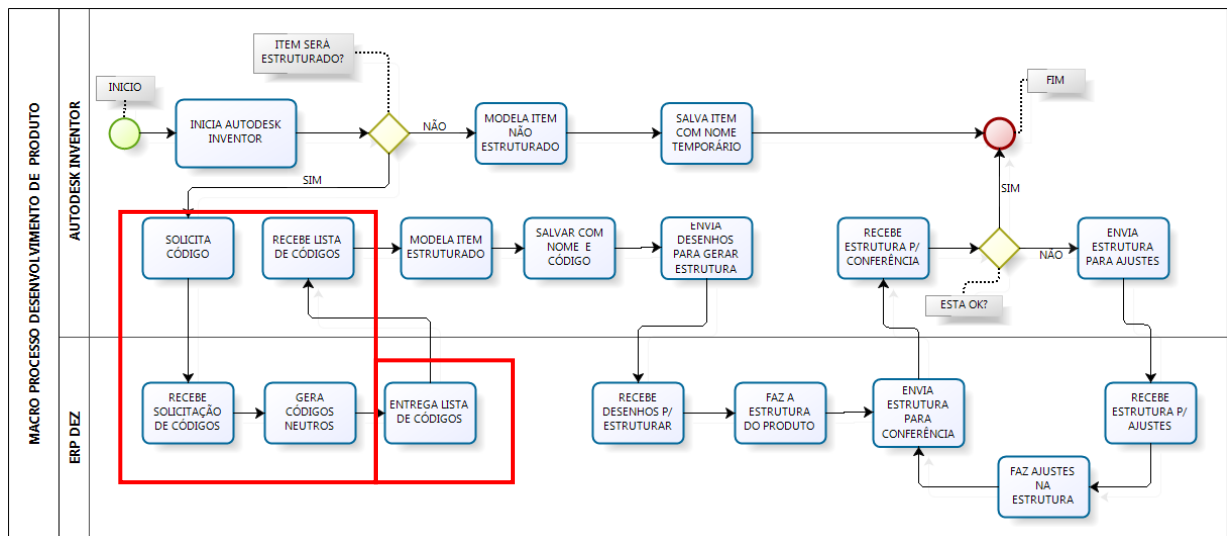 MACRO PROCESSO DESENVOLVIMENTO DE PRODUTO
AUTODESK INVENTOR
ITEM SERÁ
ESTRUTURADO?
INICIO
FIM
INICIA AUTODESK
INVENTOR
NÃO
MODELA ITEM
NÃO
ESTRUTURADO
SALVA ITEM
COM NOME
TEMPORÁRIO
SIM
SIM
SOLICITA
CÓDIGO
RECEBE LISTA
DE CÓDIGOS
MODELA ITEM
ESTRUTURADO
SALVAR COM
NOME E
CÓDIGO
ENVIA
DESENHOS
PARA GERAR
ESTRUTURA
RECEBE
ESTRUTURA P/
CONFERÊNCIA
NÃO
ENVIA
ESTRUTURA
PARA AJUSTES
ESTA OK?
ERP DEZ
RECEBE
SOLICITAÇÃO
DE CÓDIGOS
GERA
CÓDIGOS
NEUTROS
ENTREGA LISTA
DE CÓDIGOS
RECEBE
DESENHOS P/
ESTRUTURAR
FAZ A
ESTRUTURA
DO PRODUTO
ENVIA
ESTRUTURA
PARA
CONFERÊNCIA
RECEBE
ESTRUTURA P/
AJUSTES
FAZ AJUSTES
NA
ESTRUTURA